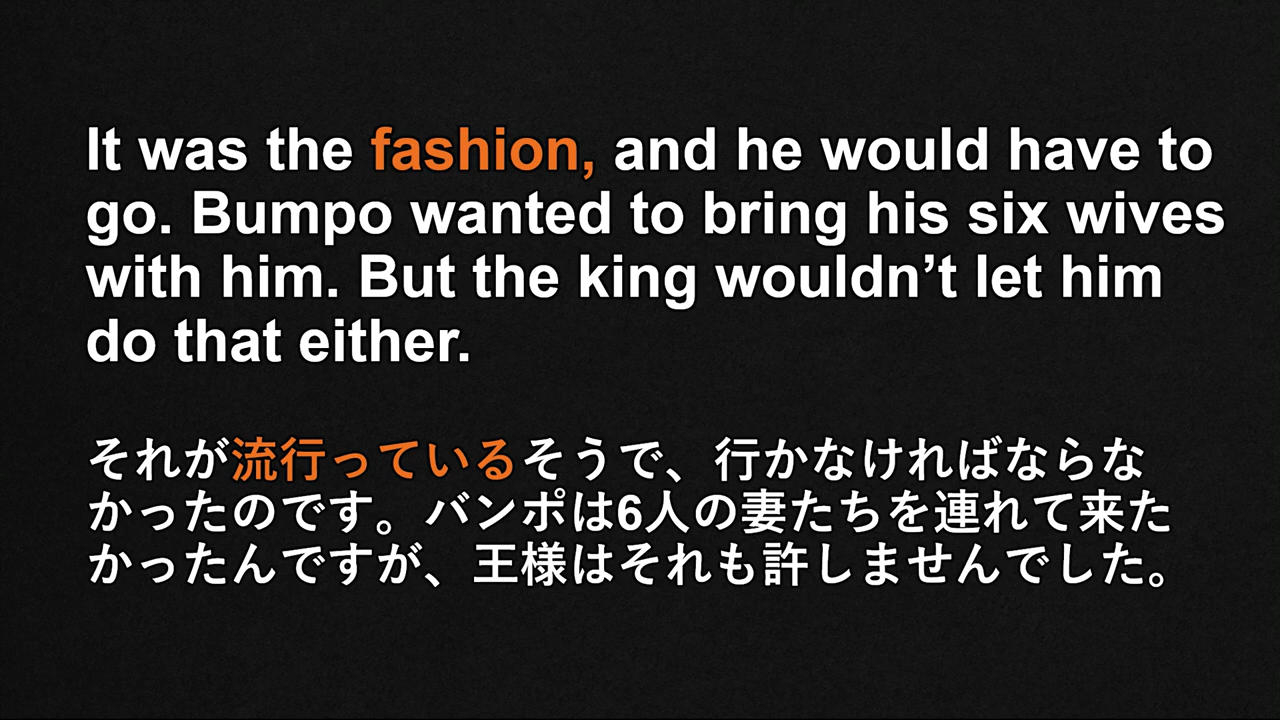 It was the fashion, and he would have to
go. Bumpo wanted to bring his six wives
with him. But the king wouldn’t let him
do that either.
それが流行っているそうで、行かなければならな
かったのです。バンポは6人の妻たちを連れて来た
かったんですが、王様はそれも許しませんでした。